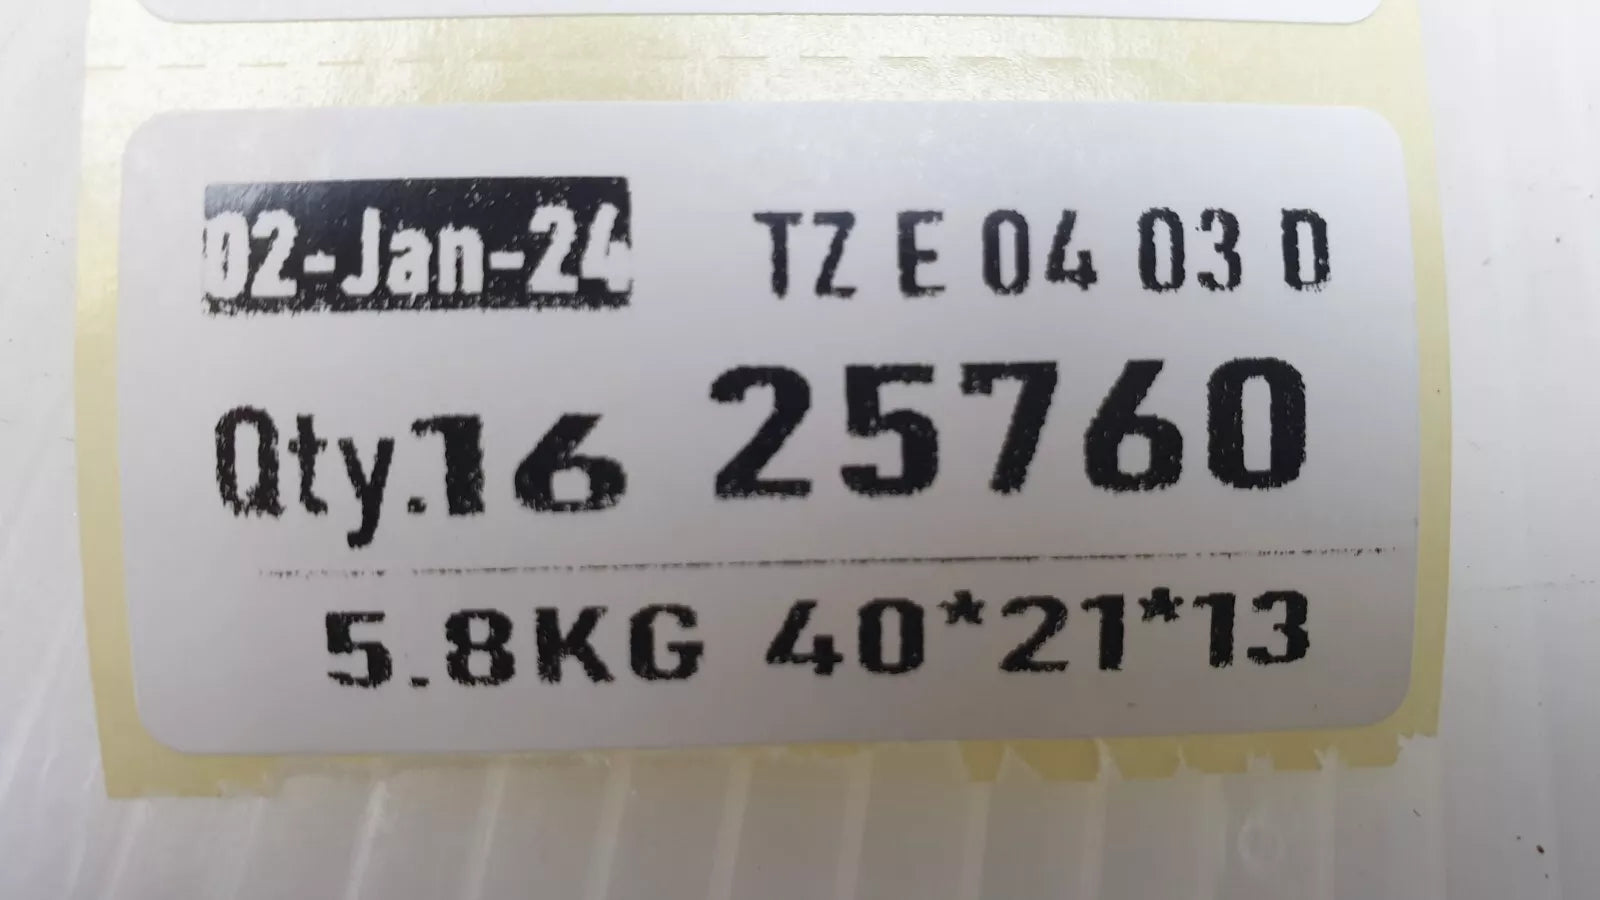 02-Jan-24 TZ E 04 03 D
Qty.16 25760
5.8KG 40*21*13